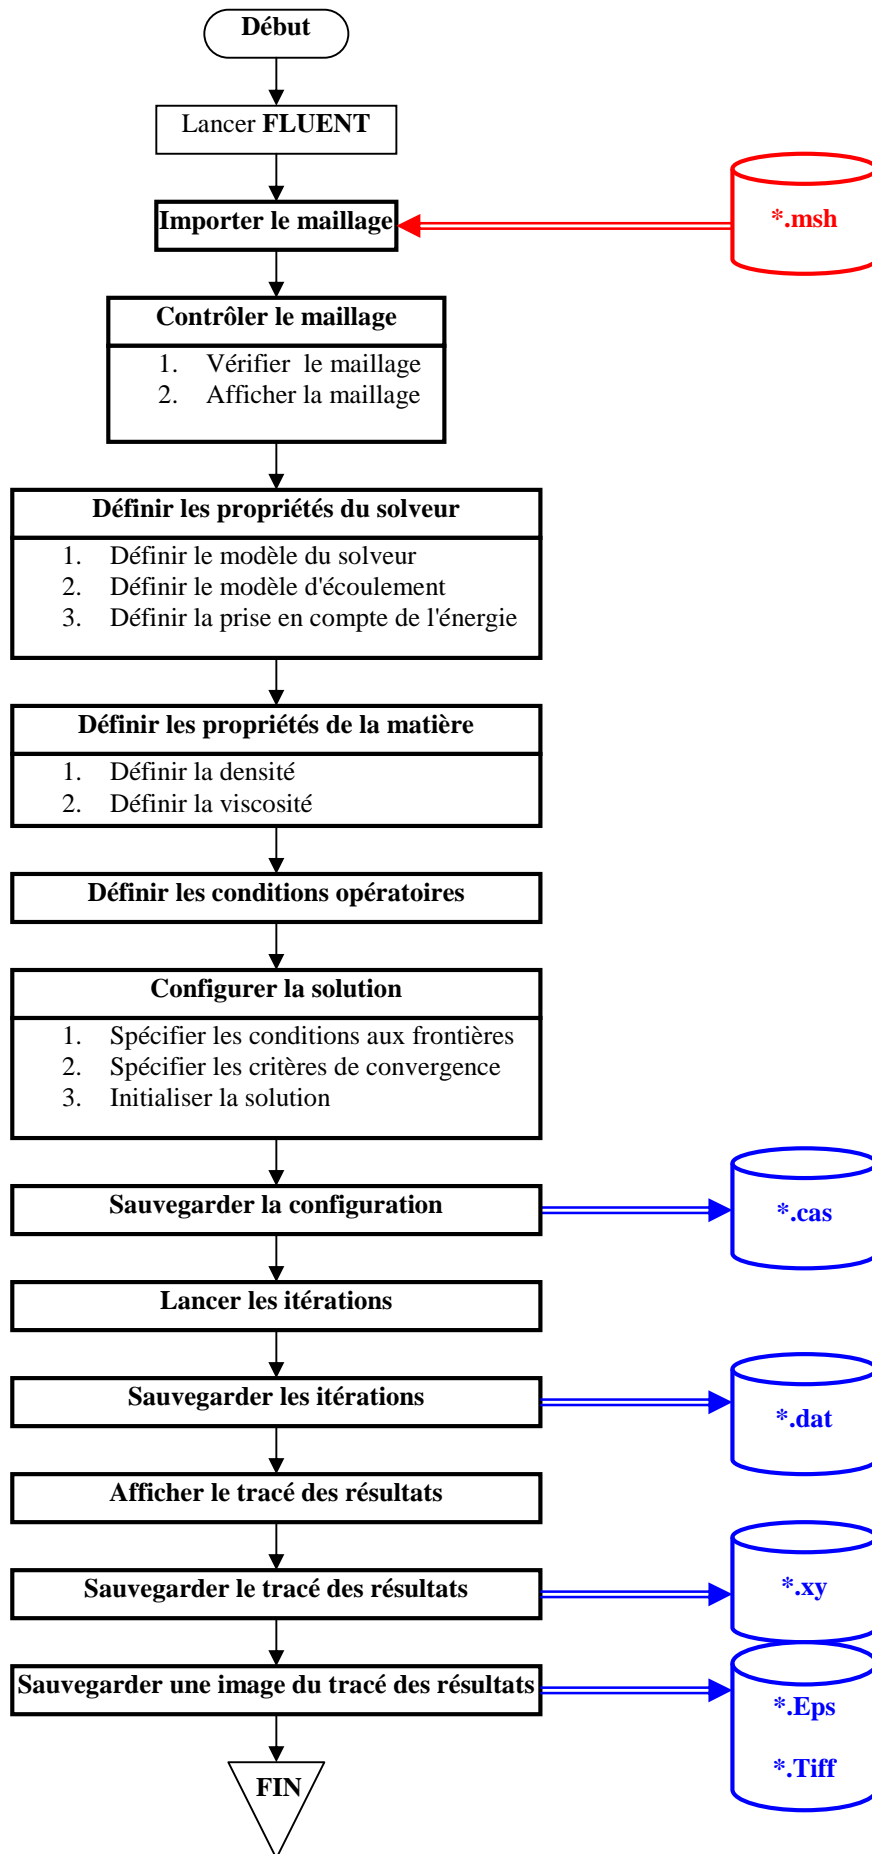 Début
Lancer FLUENT
Importer le maillage
*.msh
Contrôler le maillage
1. Vérifier le maillage
2. Afficher la maillage
Définir les propriétés du solveur
1. Définir le modèle du solveur
2. Définir le modèle d'écoulement
3. Définir la prise en compte de l'énergie
Définir les propriétés de la matière
1. Définir la densité
2. Définir la viscosité
Définir les conditions opératoires
Configurer la solution
1. Spécifier les conditions aux frontières
2. Spécifier les critères de convergence
3. Initialiser la solution
Sauvegarder la configuration
*.cas
Lancer les itérations
Sauvegarder les itérations
*.dat
Afficher le tracé des résultats
Sauvegarder le tracé des résultats
*.xy
Sauvegarder une image du tracé des résultats
*.Eps
*.Tiff
FIN